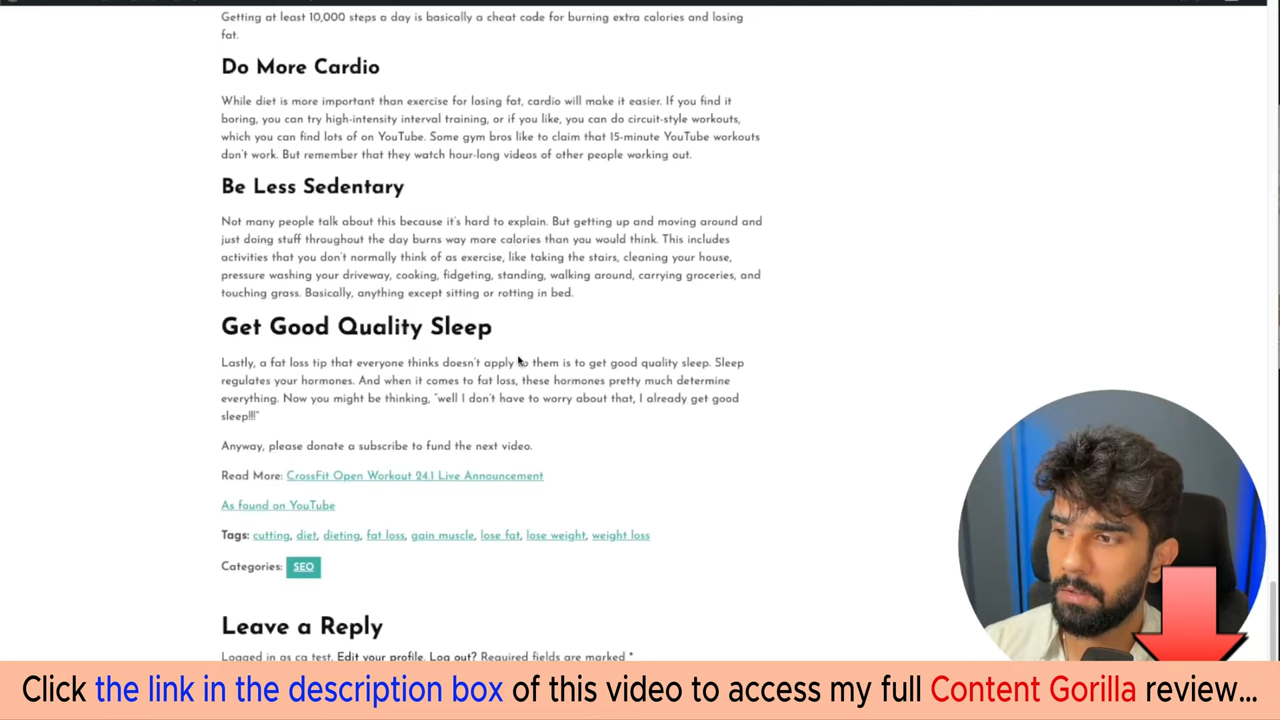 Getting at least 10,000 steps a day is basically a cheat code for burning extra calories and losing
fat.
Do More Cardio
While diet is more important than exercise for losing fat, cardio will make it easier. If you find it
boring, you can try high-intensity interval training, or if you like, you can do circuit-style workouts,
which you can find lots of on YouTube. Some gym bros like to claim that 15-minute YouTube workouts
don't work. But remember that they watch hour-long videos of other people working out.
Be Less Sedentary
Not many people talk about this because it's hard to explain. But getting up and moving around and
just doing stuff throughout the day burns way more calories than you would think. This includes
activities that you don't normally think of as exercise, like taking the stairs, cleaning your house,
pressure washing your driveway, cooking, fidgeting, standing, walking around, carrying groceries, and
touching grass. Basically, anything except sitting or rotting in bed.
Get Good Quality Sleep
Lastly, a fat loss tip that everyone thinks doesn't apply to them is to get good quality sleep. Sleep
regulates your hormones. And when it comes to fat loss, these hormones pretty much determine
everything. Now you might be thinking, "well I don't have to worry about that, I already get good
sleep!!!"
Anyway, please donate a subscribe to fund the next video.
Read More: CrossFit Open Workout 24.1 Live Announcement
As found on YouTube
Tags: cutting, diet, dieting, fat loss, gain muscle, lose fat, lose weight, weight loss
Categories: SEO
Leave a Reply
Logged in as cg test. Edit your profile. Log out? Required fields are marked *
Click the link in the description box of this video to access my full Content Gorilla review...